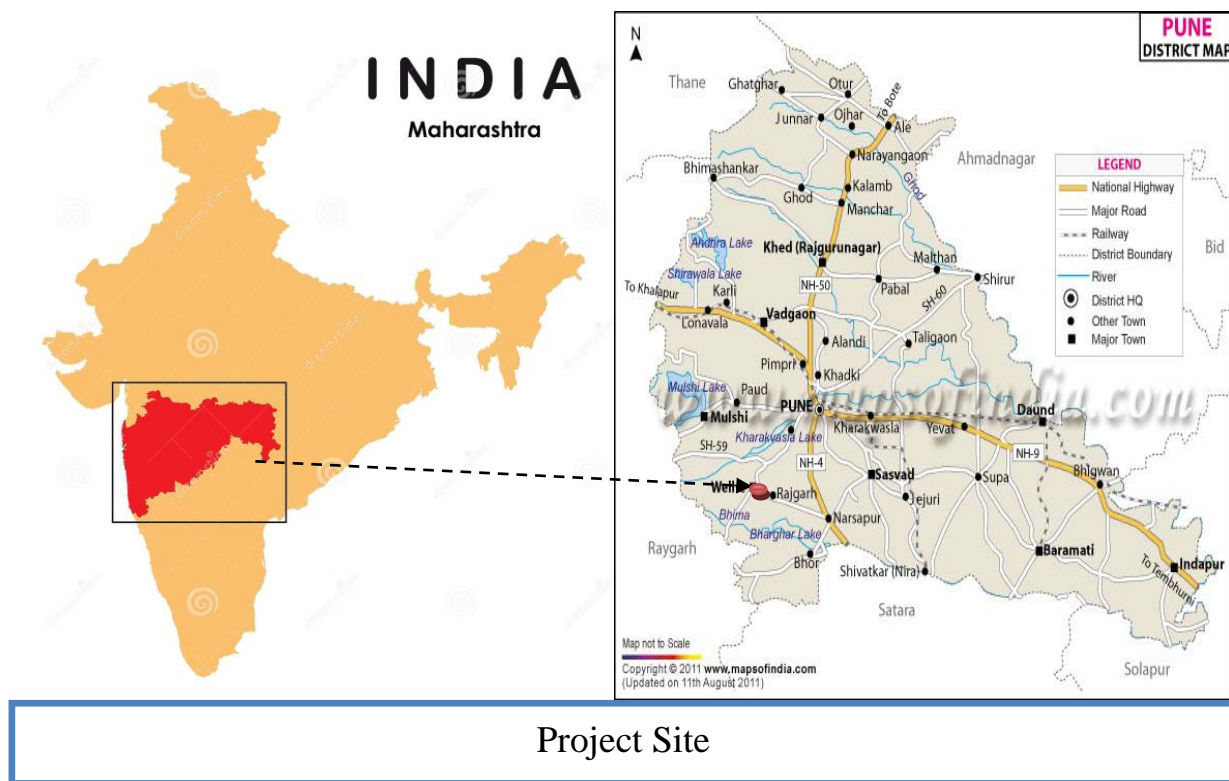 INDIA
Maharashtra
PUNE
DISTRICT MAP
N
Thane
Ghatghar
Otur
To Bote
Junnar
Ojhar
Ale
Narayangaon
Ahmadnagar
Bhimashankar
Ghod
Kalamb
Ghod
Manchar
LEGEND
National Highway
Major Road
Railway
District Boundary
River
District HQ
Other Town
Major Town
Bid
Andhra Lake
Khed (Rajgurunagar)
Shirawala Lake
Malthan
Shirur
To Khalapur
Karli
NH-50
Pabal
SH-60
Lonavala
Vadgaon
Alandi
Taligaon
Pimpri
Khadki
Mulshi Lake
Paud
www.mapsofindia.com
PUNE
Mulshi
Kharakwasla
Yevat
Daund
Kharakvasla Lake
SH-59
NH-4
NH-9
Sasvad
Supa
Bhigwan
Rajgarh
Jejuri
Bhima
Narsapur
Bharghar Lake
Raygarh
Bhor
Shivatkar (Nira)
Baramati
Indapur
To Tembhurni
Satara
Solapur
Map not to Scale
Copyright © 2011 www.mapsofindia.com
(Updated on 11th August 2011)
Project Site